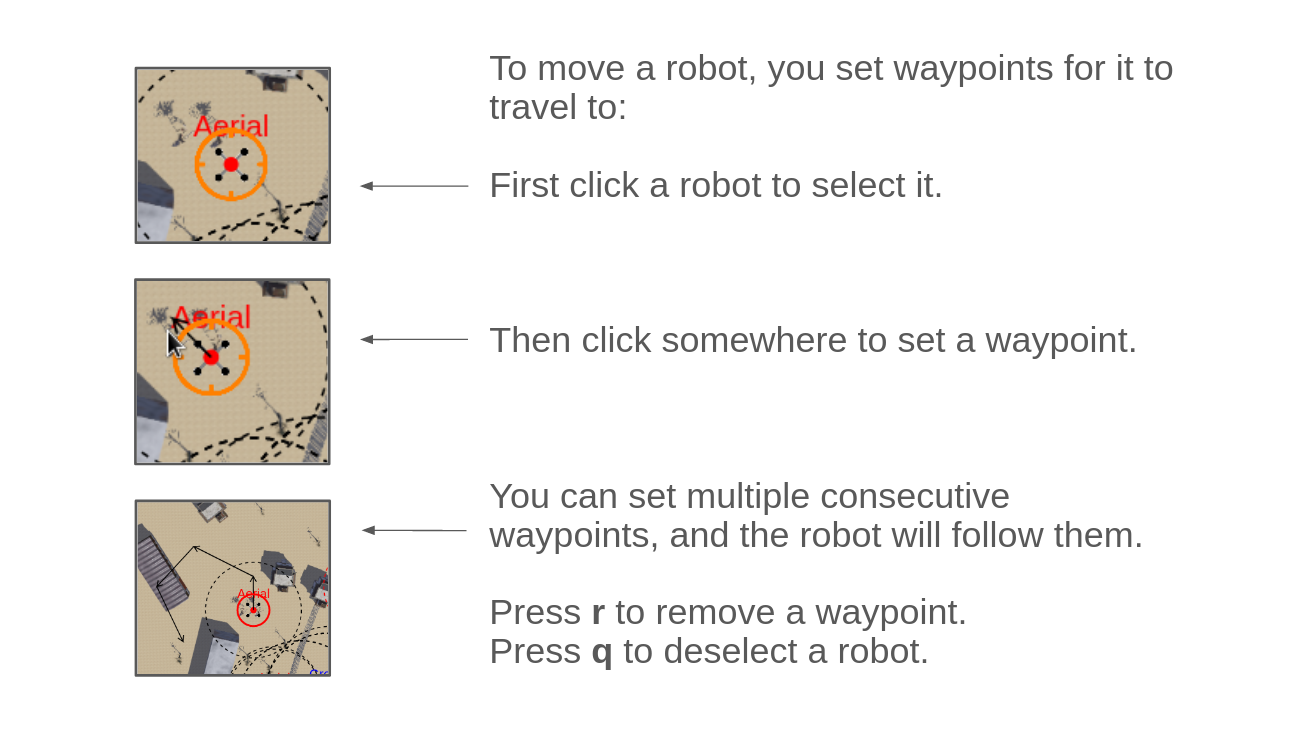 To move a robot, you set waypoints for it to
travel to:
Aerial
First click a robot to select it.
Aerial
Then click somewhere to set a waypoint.
You can set multiple consecutive
waypoints, and the robot will follow them.
Aerial
Press r to remove a waypoint.
Press q to deselect a robot.